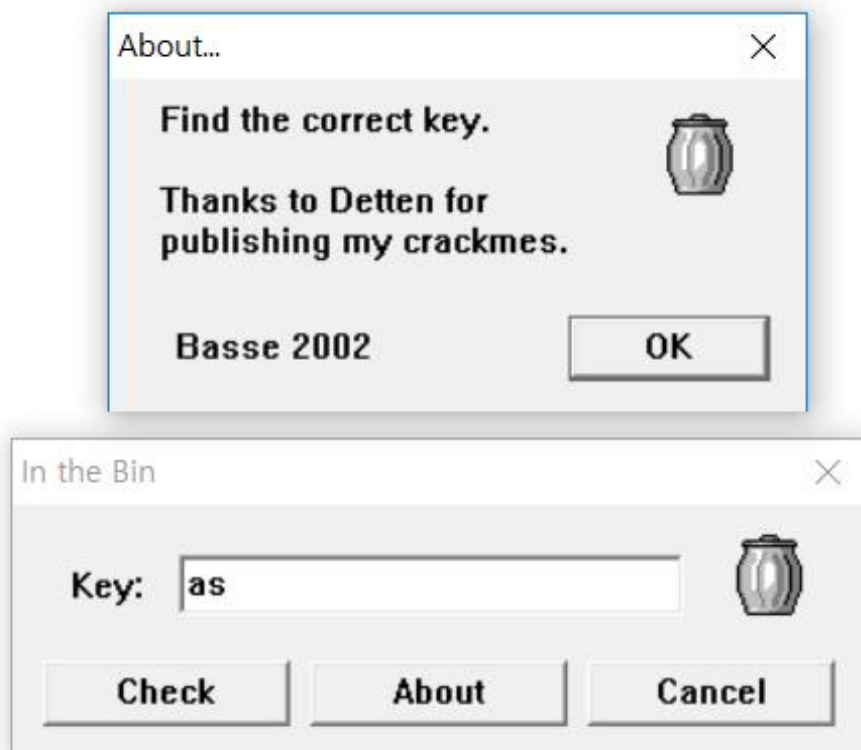 About...
Find the correct key.
Thanks to Detten for
publishing my crackmes.
Basse 2002
OK
In the Bin
Key: as
Check About Cancel